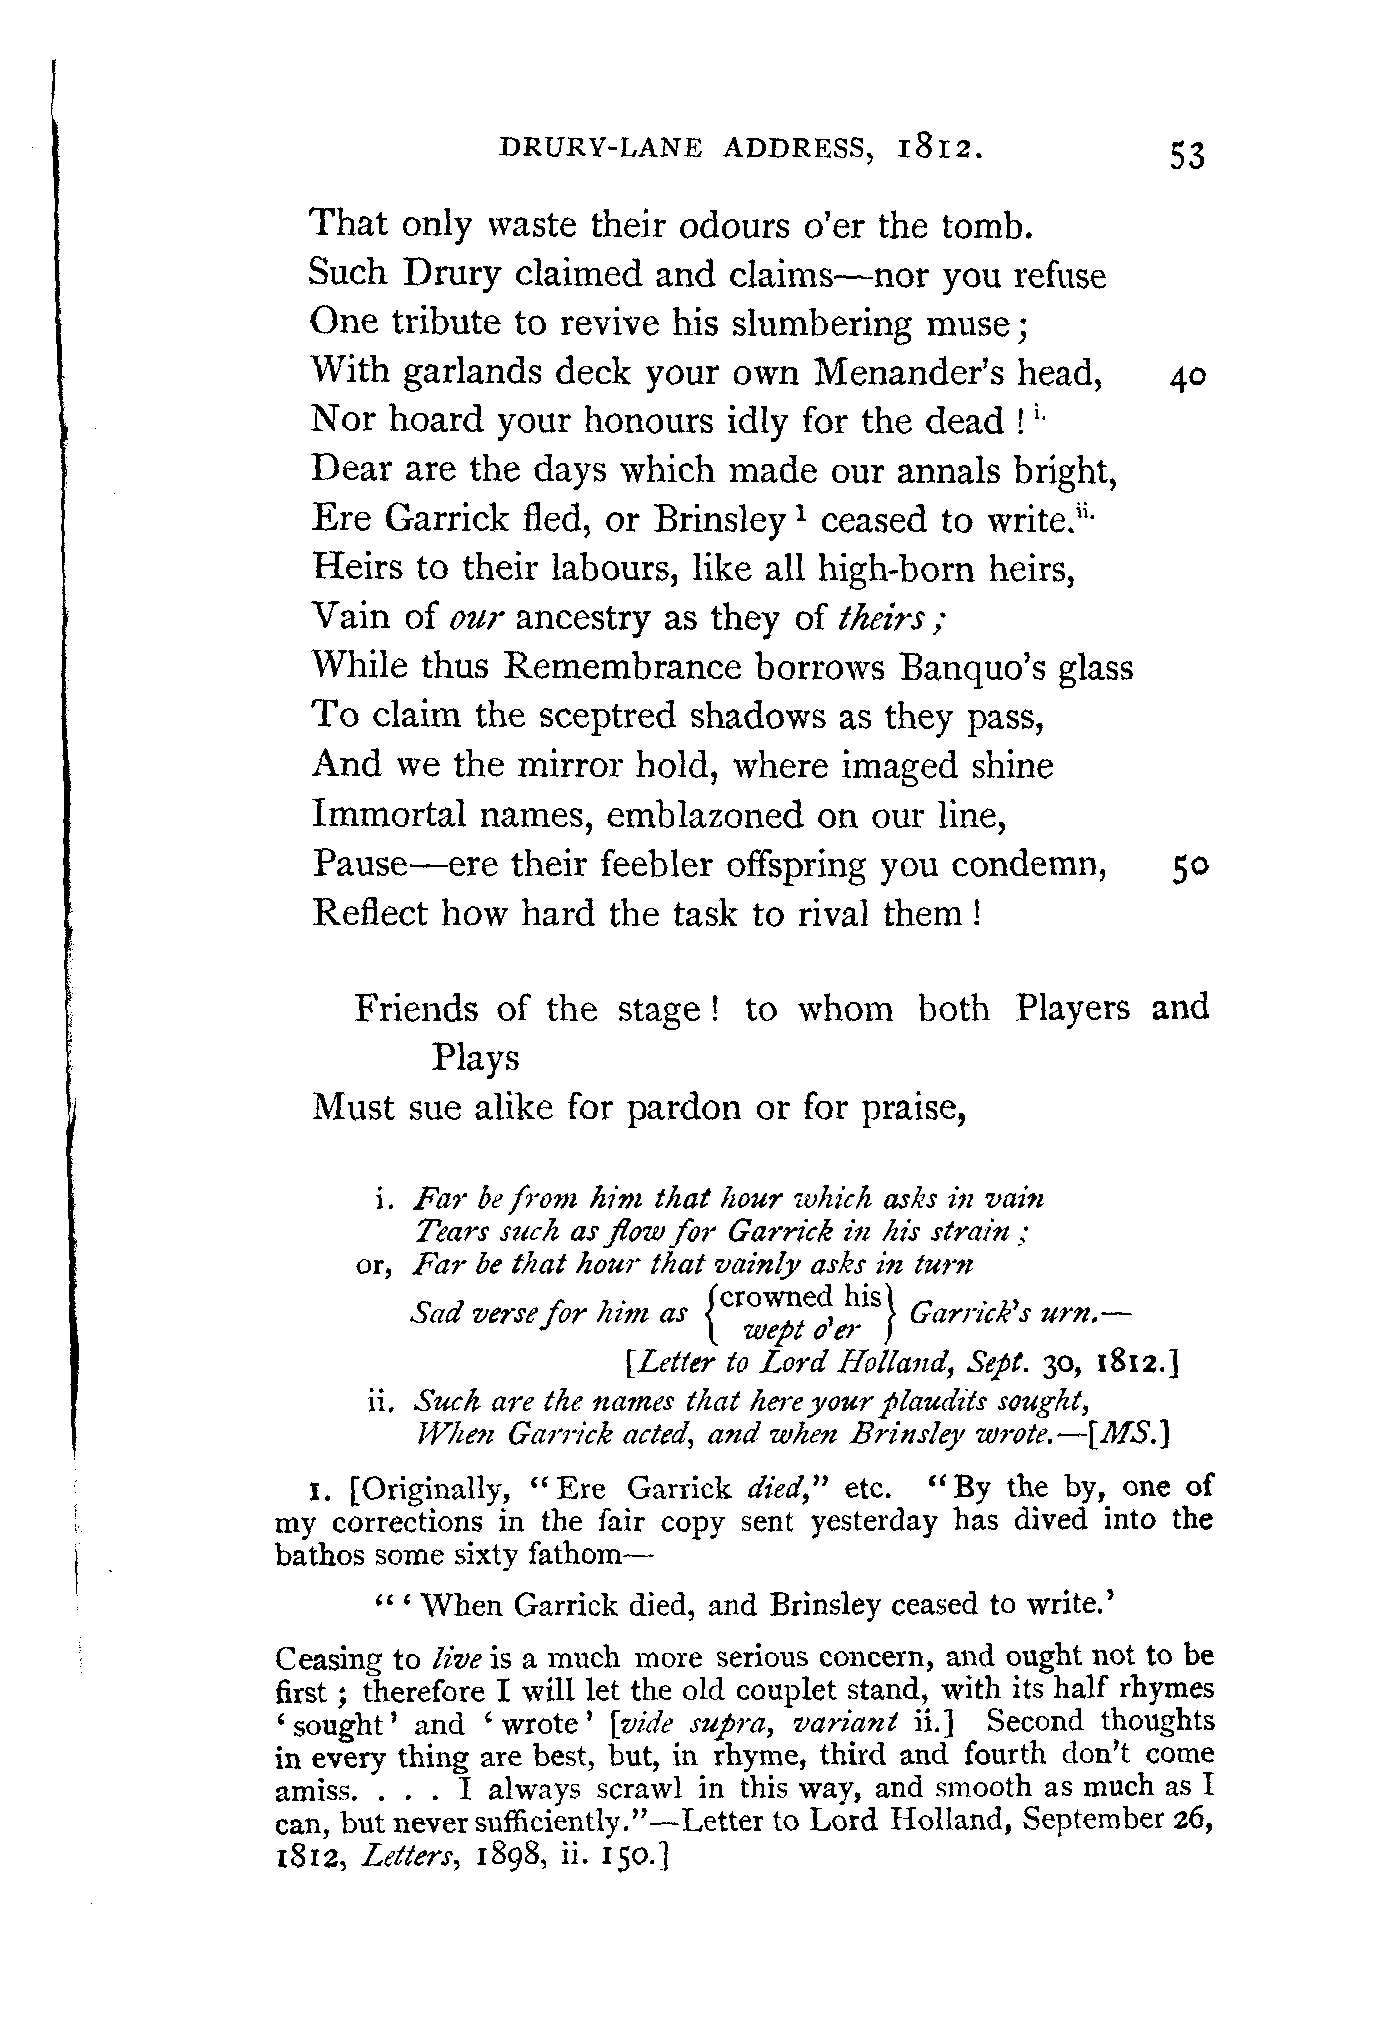 DRURY-LANE ADDRESS, 1812. 53
That only waste their odours o'er the tomb.
Such Drury claimed and claims—nor you refuse
One tribute to revive his slumbering muse;
With garlands deck your own Menander's head, 40
Nor hoard your honours idly for the dead! i.
Dear are the days which made our annals bright,
Ere Garrick fled, or Brinsley 1 ceased to write. ii.
Heirs to their labours, like all high-born heirs,
Vain of our ancestry as they of theirs;
While thus Remembrance borrows Banquo's glass
To claim the sceptred shadows as they pass,
And we the mirror hold, where imaged shine
Immortal names, emblazoned on our line,
Pause—ere their feebler offspring you condemn, 50
Reflect how hard the task to rival them!
Friends of the stage! to whom both Players and
Plays
Must sue alike for pardon or for praise,
i. Far be from him that hour which asks in vain
Tears such as flow for Garrick in his strain;
or, Far be that hour that vainly asks in turn
Sad verse for him as {crowned his / wept o'er} Garrick's urn.—
[Letter to Lord Holland, Sept. 30, 1812.]
ii. Such are the names that here your plaudits sought,
When Garrick acted, and when Brinsley wrote.—[MS.]
1. [Originally, "Ere Garrick died," etc. "By the by, one of
my corrections in the fair copy sent yesterday has dived into the
bathos some sixty fathom—
"'When Garrick died, and Brinsley ceased to write.'
Ceasing to live is a much more serious concern, and ought not to be
first; therefore I will let the old couplet stand, with its half rhymes
'sought' and 'wrote' [vide supra, variant ii.] Second thoughts
in every thing are best, but, in rhyme, third and fourth don't come
amiss. . . . I always scrawl in this way, and smooth as much as I
can, but never sufficiently."—Letter to Lord Holland, September 26,
1812, Letters, 1898, ii. 150.]